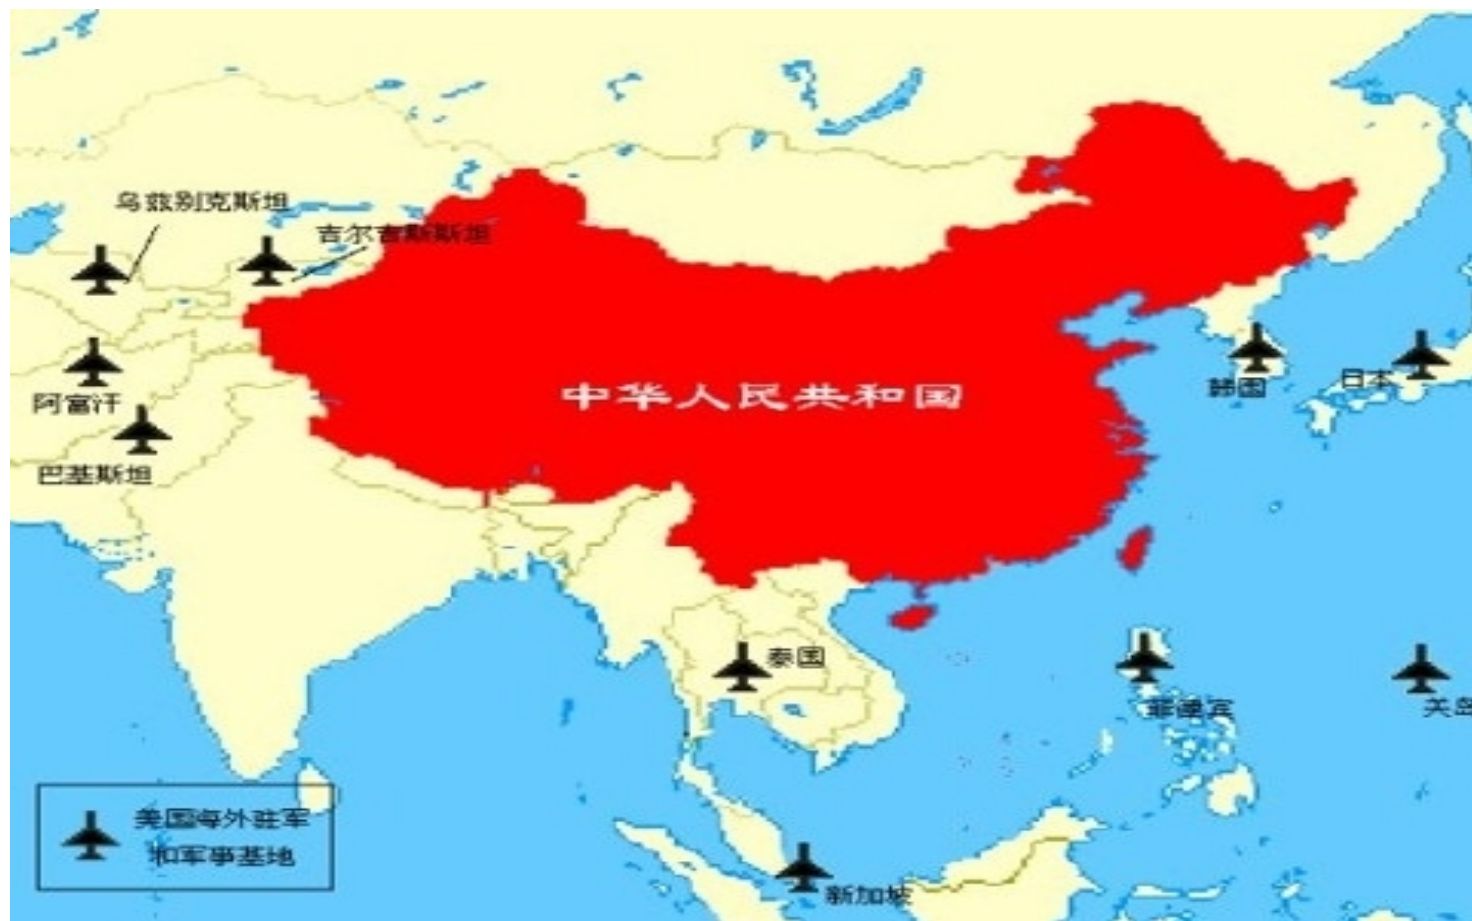 乌兹别克斯坦
吉尔吉斯斯坦
阿富汗
巴基斯坦
中华人民共和国
韩国
日本
泰国
菲律宾
关岛
新加坡
美国海外驻军
和军事基地